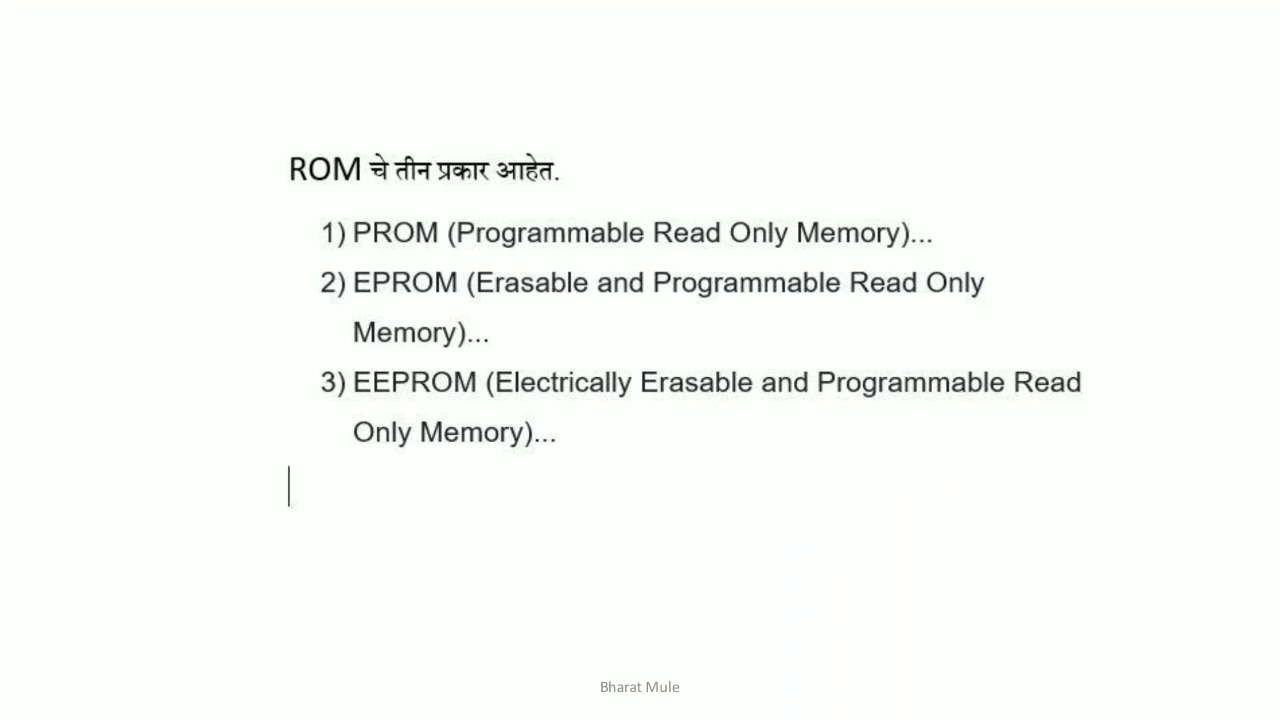 ROM चे तीन प्रकार आहेत.
1) PROM (Programmable Read Only Memory)...
2) EPROM (Erasable and Programmable Read Only
Memory)...
3) EEPROM (Electrically Erasable and Programmable Read
Only Memory)...
Bharat Mule